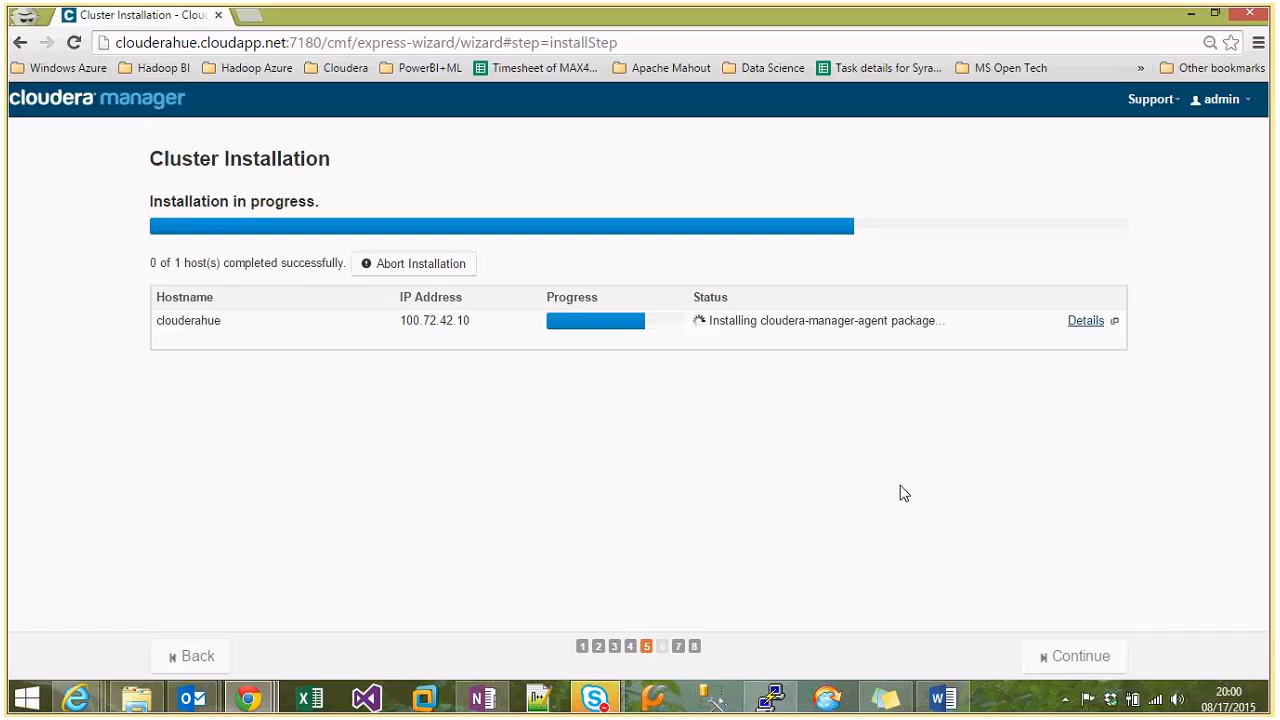 Cluster Installation - Clou
clouderahue.cloudapp.net:7180/cmf/express-wizard/wizard#step=installStep
Windows Azure Hadoop BI Hadoop Azure Cloudera PowerBI+ML Timesheet of MAX4... Apache Mahout Data Science Task details for Syra... MS Open Tech » Other bookmarks
cloudera manager Support admin
Cluster Installation
Installation in progress.
0 of 1 host(s) completed successfully. Abort Installation
Hostname IP Address Progress Status
clouderahue 100.72.42.10 Installing cloudera-manager-agent package... Details
Back 1 2 3 4 5 6 7 8 Continue
20:00
08/17/2015